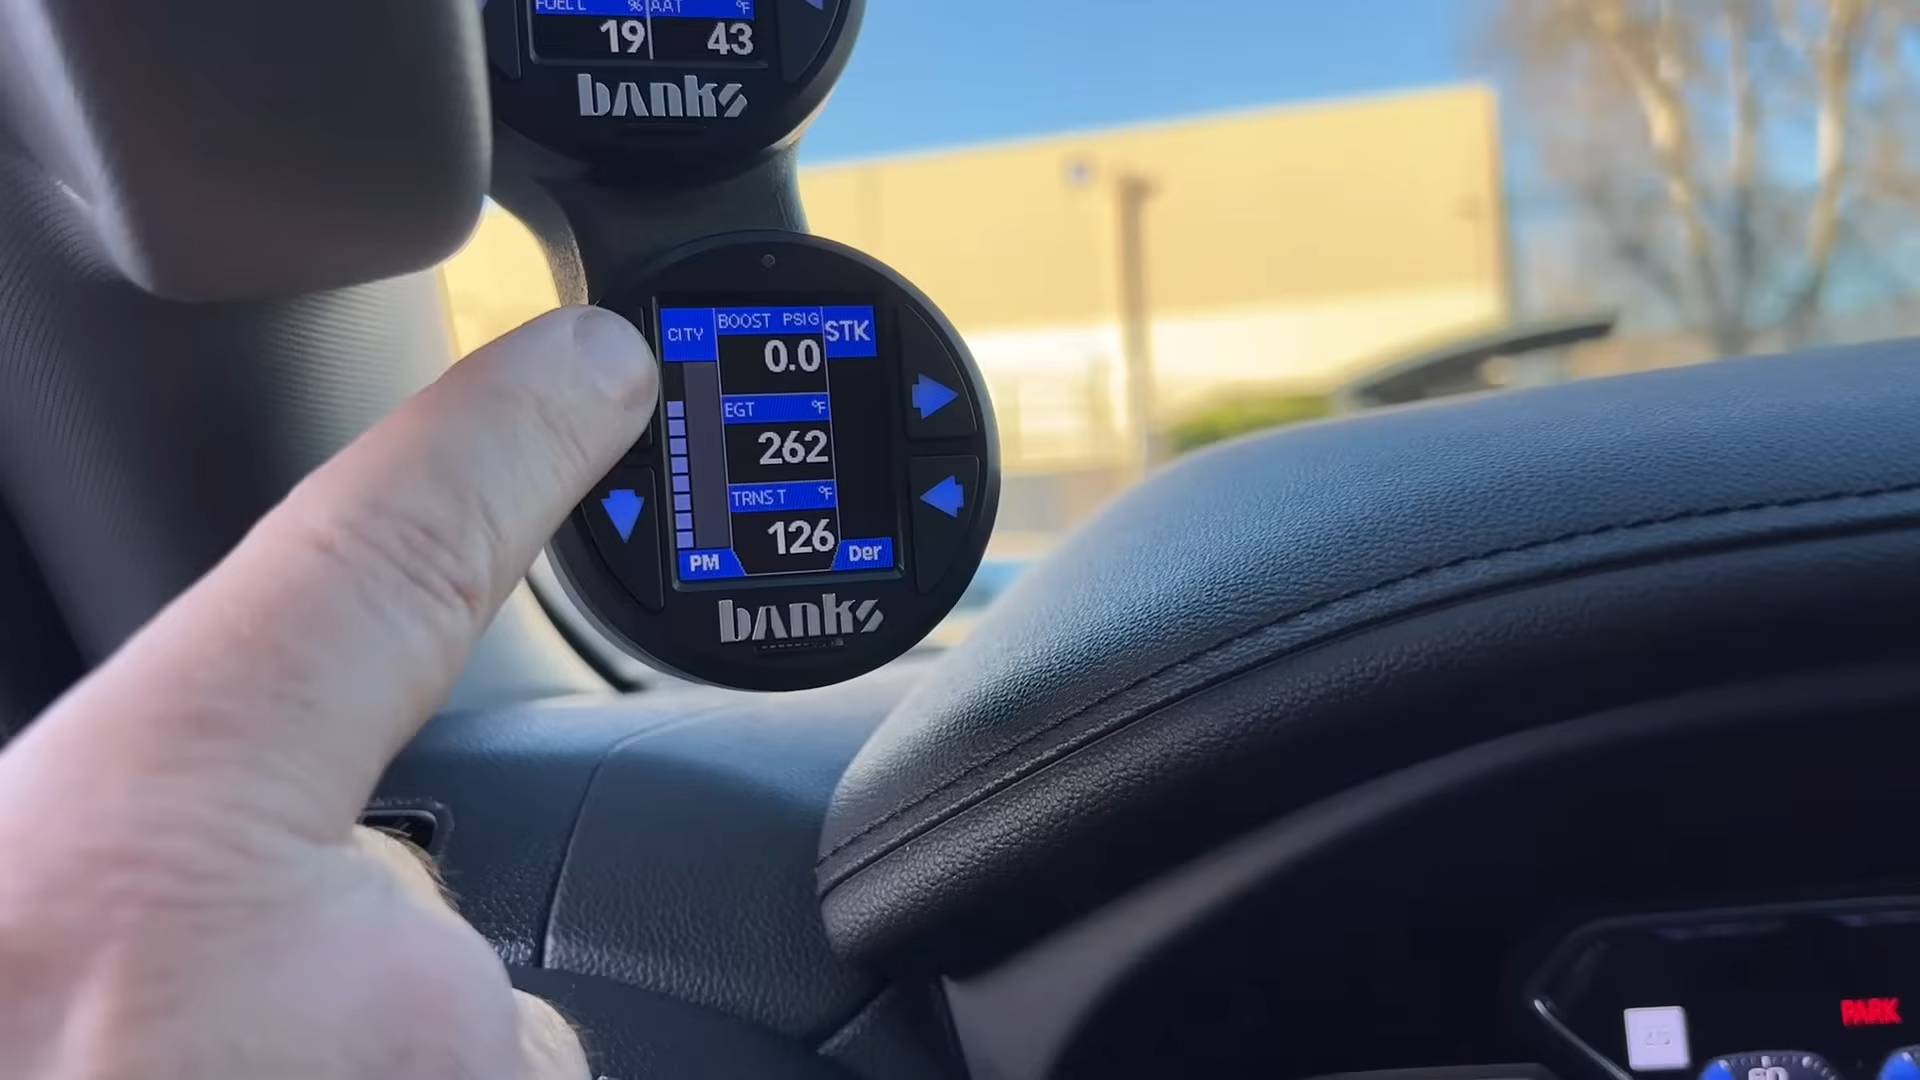 FUEL L % AAT °F
19 43
banks
CITY BOOST PSIG STK
0.0
EGT °F
262
TRNS T °F
126
PM Der
banks
PARK
60